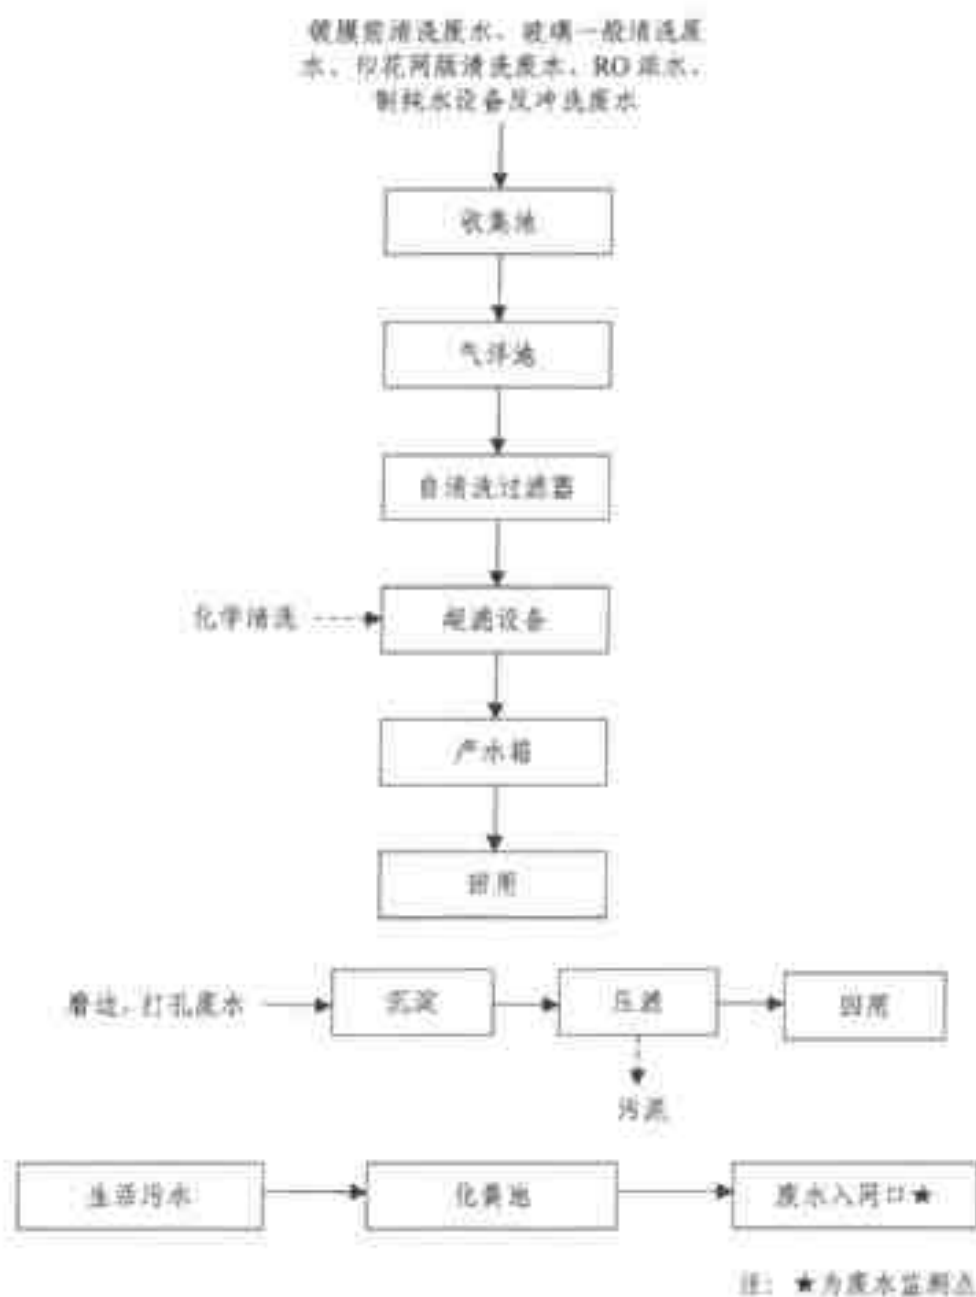 镀膜前清洗废水、玻璃一般清洗废
水、印花网版清洗废水、RO 浓水、
制纯水设备反冲洗废水
收集池
气浮池
自清洗过滤器
化学清洗
超滤设备
产水箱
回用
磨边、打孔废水
沉淀
压滤
回用
污泥
生活污水
化粪池
废水入网口★
注：★为废水监测点